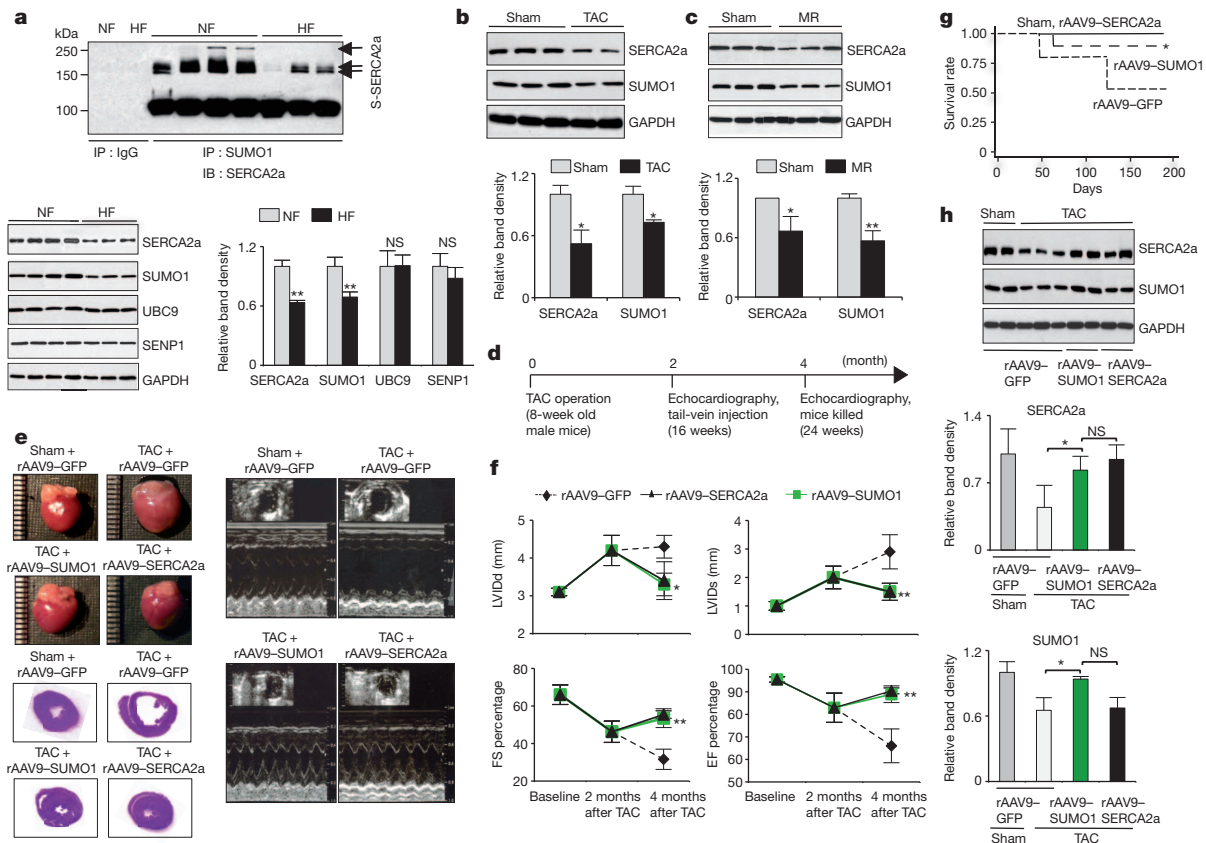 a
kDa
NF HF NF HF
250
150
100
S-SERCA2a
IP : IgG IP : SUMO1
IB : SERCA2a
NF HF
SERCA2a
SUMO1
UBC9
SENP1
GAPDH
NF HF
Relative band density
1.2
0.6
0
** ** NS NS
SERCA2a SUMO1 UBC9 SENP1
b
Sham TAC
SERCA2a
SUMO1
GAPDH
Sham TAC
Relative band density
1.2
0.6
0
* *
SERCA2a SUMO1
c
Sham MR
SERCA2a
SUMO1
GAPDH
Sham MR
Relative band density
1.2
0.6
0
* **
SERCA2a SUMO1
d
0 2 4 (month)
TAC operation
(8-week old
male mice)
Echocardiography,
tail-vein injection
(16 weeks)
Echocardiography,
mice killed
(24 weeks)
e
Sham +
rAAV9–GFP
TAC +
rAAV9–GFP
TAC +
rAAV9–SUMO1
TAC +
rAAV9–SERCA2a
Sham +
rAAV9–GFP
TAC +
rAAV9–GFP
TAC +
rAAV9–SUMO1
TAC +
rAAV9–SERCA2a
Sham +
rAAV9–GFP
TAC +
rAAV9–GFP
TAC +
rAAV9–SUMO1
TAC +
rAAV9–SERCA2a
f
rAAV9–GFP rAAV9–SERCA2a rAAV9–SUMO1
LVIDd (mm)
5
4
3
3
*
LVIDs (mm)
4
3
2
1
0
**
FS percentage
80
60
40
20
**
Baseline 2 months after TAC 4 months after TAC
EF percentage
100
90
80
70
60
50
**
Baseline 2 months after TAC 4 months after TAC
g
Sham, rAAV9–SERCA2a
*
rAAV9–SUMO1
rAAV9–GFP
Survival rate
1.00
0.75
0.50
0.25
1.00
0 50 100 150 200
Days
h
Sham TAC
SERCA2a
SUMO1
GAPDH
rAAV9–
GFP
rAAV9–
SUMO1
rAAV9–
SERCA2a
SERCA2a
Relative band density
1.4
0.7
0
* NS
rAAV9–
GFP
rAAV9–
SUMO1
rAAV9–
SERCA2a
Sham TAC
SUMO1
Relative band density
1.2
0.6
0
* NS
rAAV9–
GFP
rAAV9–
SUMO1
rAAV9–
SERCA2a
Sham TAC